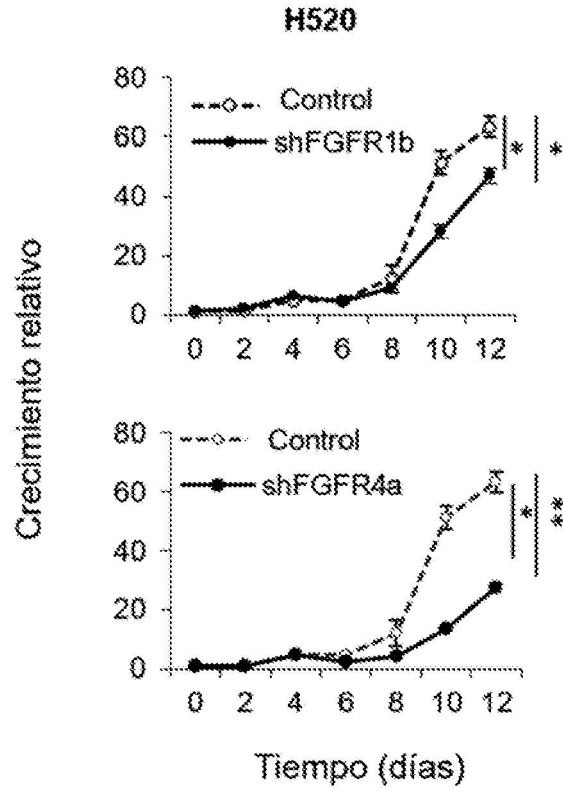 H520
Crecimiento relativo
80
60
40
20
0
Control
shFGFR1b
*
*
0 2 4 6 8 10 12
80
60
40
20
0
Control
shFGFR4a
*
**
0 2 4 6 8 10 12
Tiempo (días)